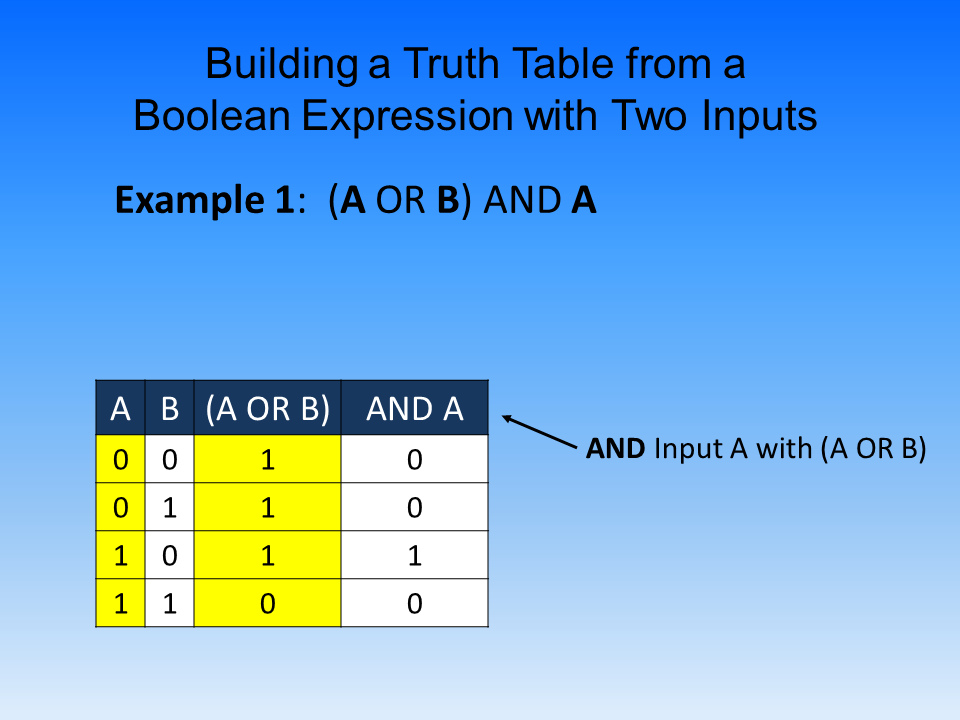 Building a Truth Table from a
Boolean Expression with Two Inputs
Example 1: (A OR B) AND A
A B (A OR B) AND A
0 0 1 0
0 1 1 0
1 0 1 1
1 1 0 0
AND Input A with (A OR B)